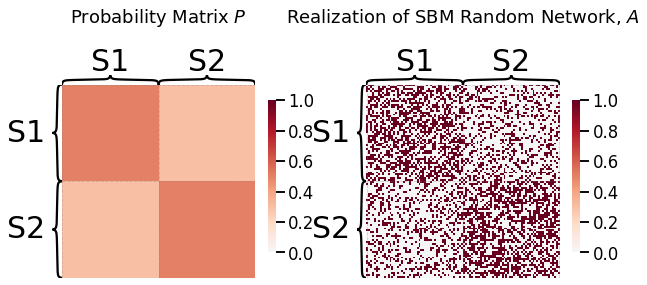 Probability Matrix P
Realization of SBM Random Network, A
S1 S2
S1
S2
1.0
0.8
0.6
0.4
0.2
0.0
S1 S2
S1
S2
1.0
0.8
0.6
0.4
0.2
0.0